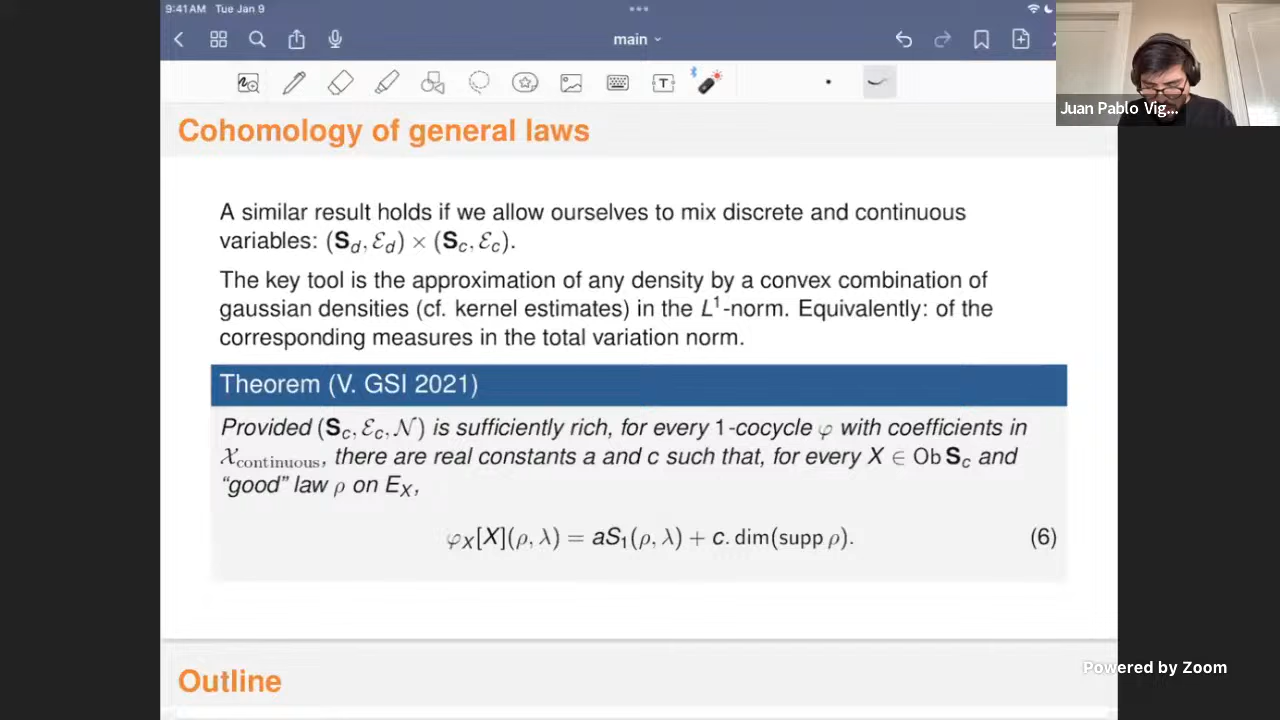 9:41 AM Tue Jan 9
main
Juan Pablo Vig...
Cohomology of general laws
A similar result holds if we allow ourselves to mix discrete and continuous
variables: (𝐒_d, ℰ_d) × (𝐒_c, ℰ_c).
The key tool is the approximation of any density by a convex combination of
gaussian densities (cf. kernel estimates) in the L¹-norm. Equivalently: of the
corresponding measures in the total variation norm.
Theorem (V. GSI 2021)
Provided (𝐒_c, ℰ_c, 𝒩) is sufficiently rich, for every 1-cocycle φ with coefficients in
𝒳_continuous, there are real constants a and c such that, for every X ∈ Ob 𝐒_c and
“good” law ρ on E_X,
φ_X[X](ρ, λ) = aS₁(ρ, λ) + c. dim(supp ρ). (6)
Outline
Powered by Zoom